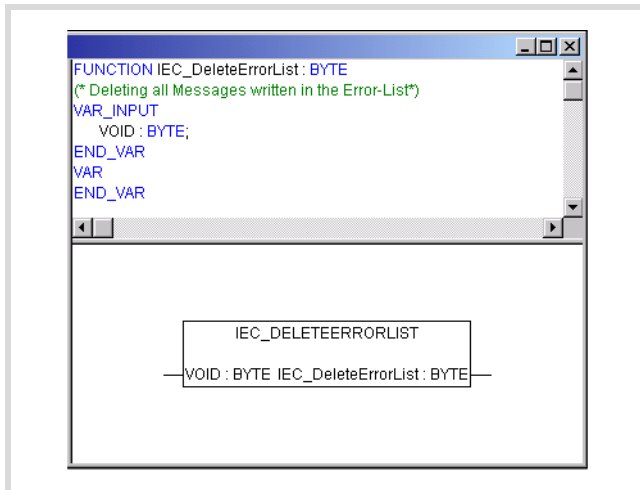 FUNCTION IEC_DeleteErrorList : BYTE
(* Deleting all Messages written in the Error-List*)
VAR_INPUT
VOID : BYTE;
END_VAR
VAR
END_VAR
IEC_DELETEERRORLIST
VOID : BYTE IEC_DeleteErrorList : BYTE